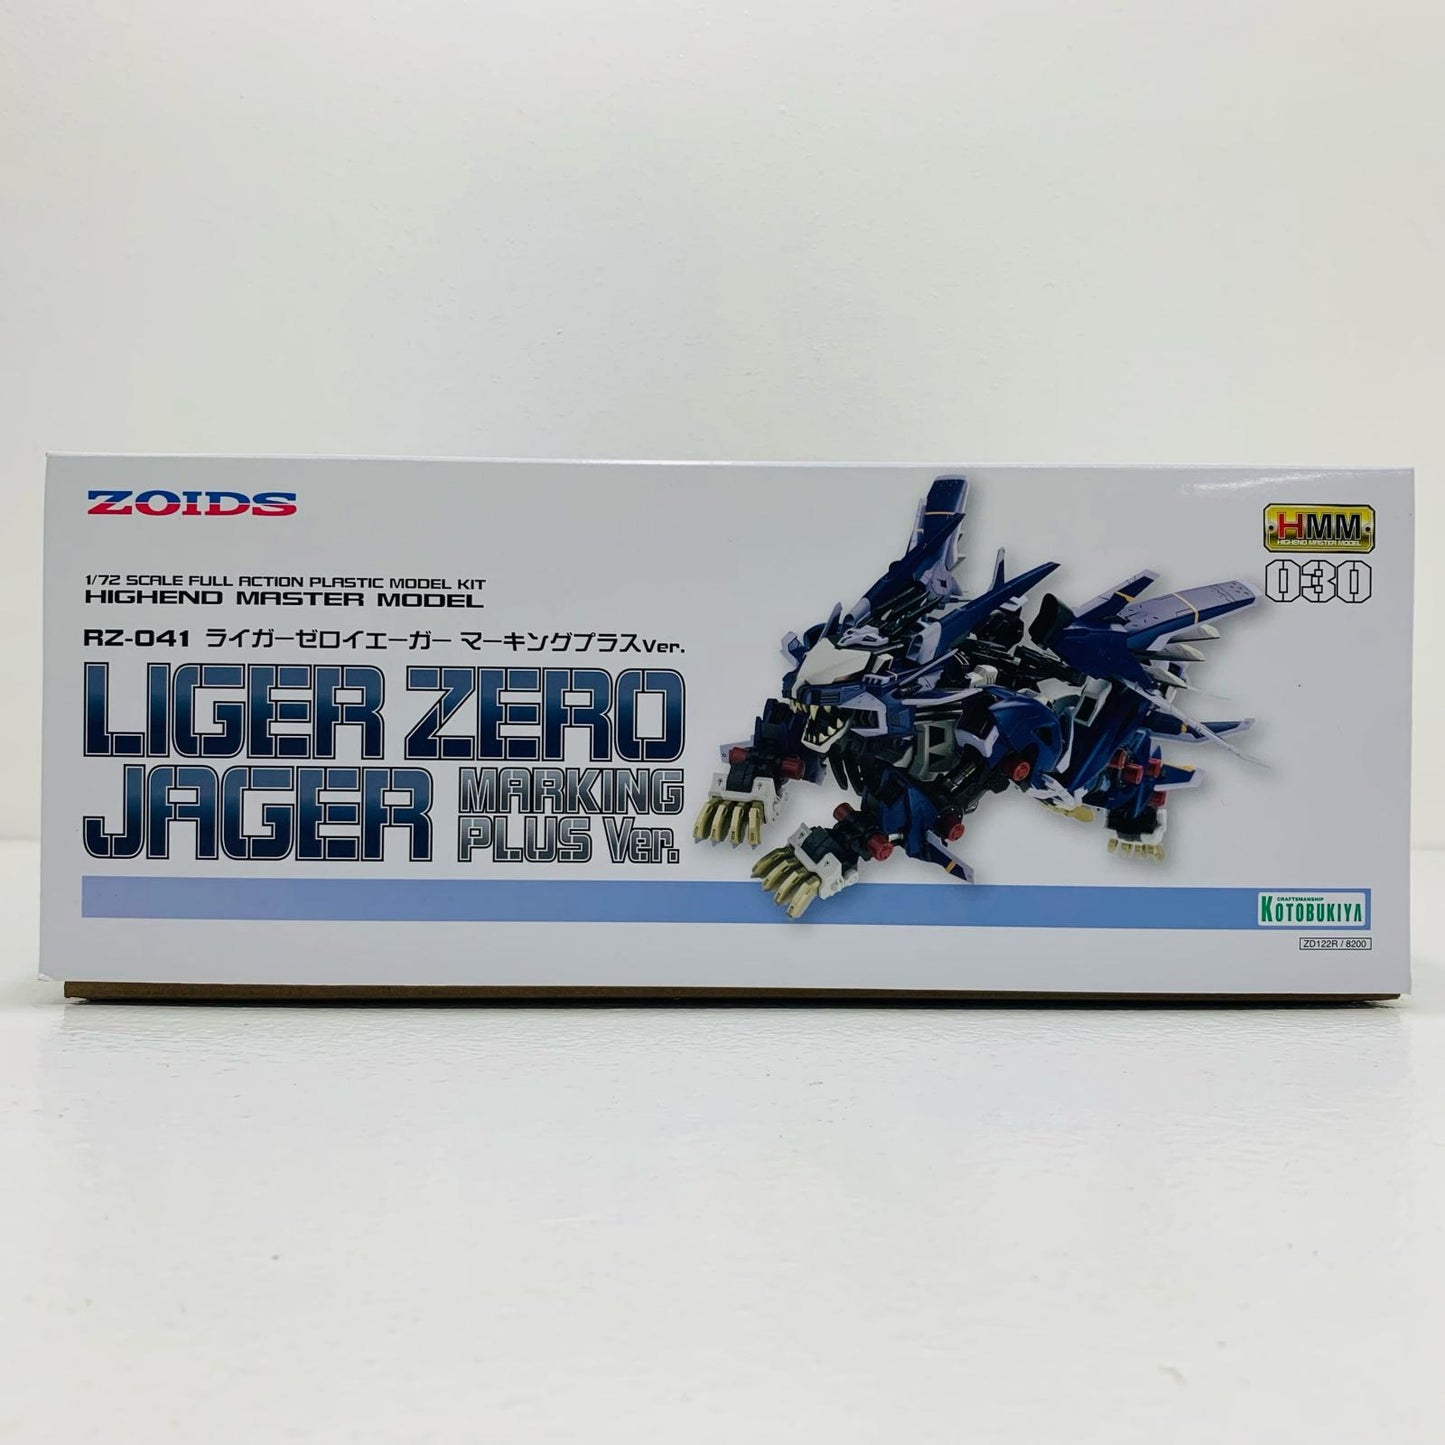 ZOIDS
1/72 SCALE FULL ACTION PLASTIC MODEL KIT
HIGHEND MASTER MODEL
RZ-041 ライガーゼロイエーガー マーキングプラスVer.
LIGER ZERO
JAGER MARKING
PLUS Ver.
HMM
HIGHEND MASTER MODEL
030
CRAFTSMANSHIP
KOTOBUKIYA
ZD122R / 8200